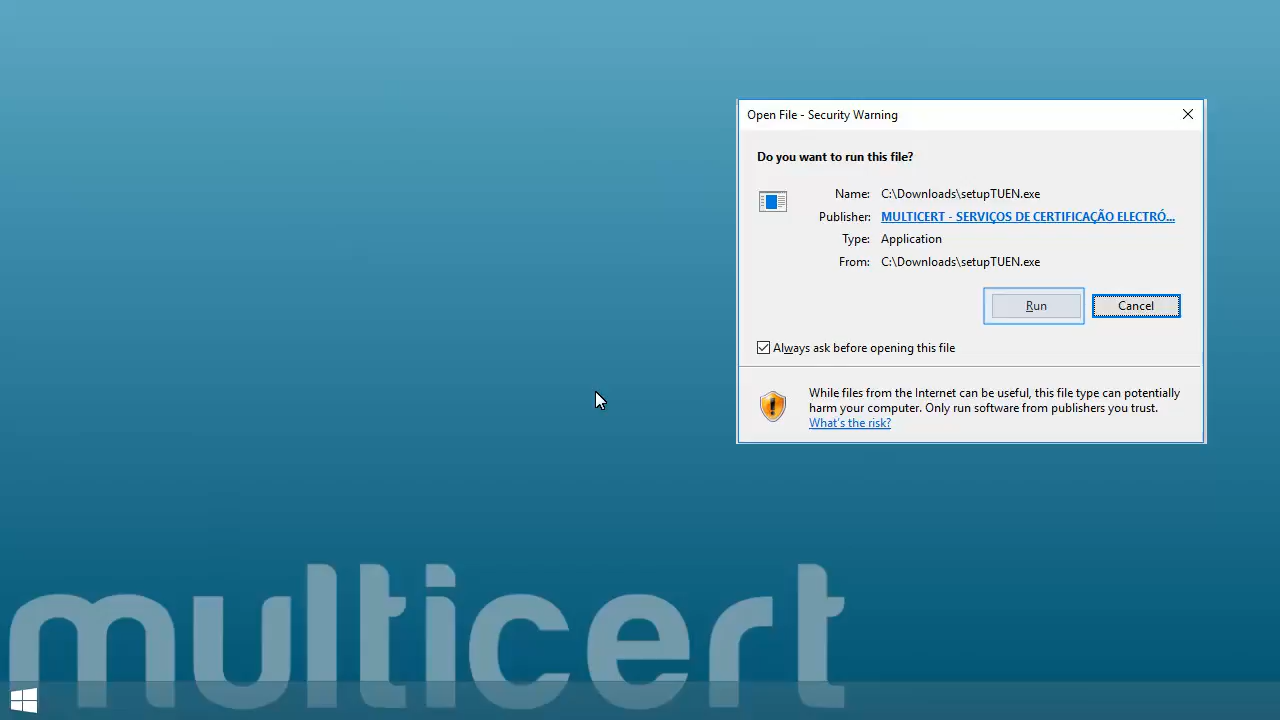 Open File - Security Warning
Do you want to run this file?
Name: C:\Downloads\setupTUEN.exe
Publisher: MULTICERT - SERVIÇOS DE CERTIFICAÇÃO ELECTRÓ...
Type: Application
From: C:\Downloads\setupTUEN.exe
Run Cancel
Always ask before opening this file
While files from the Internet can be useful, this file type can potentially
harm your computer. Only run software from publishers you trust.
What's the risk?
multicert